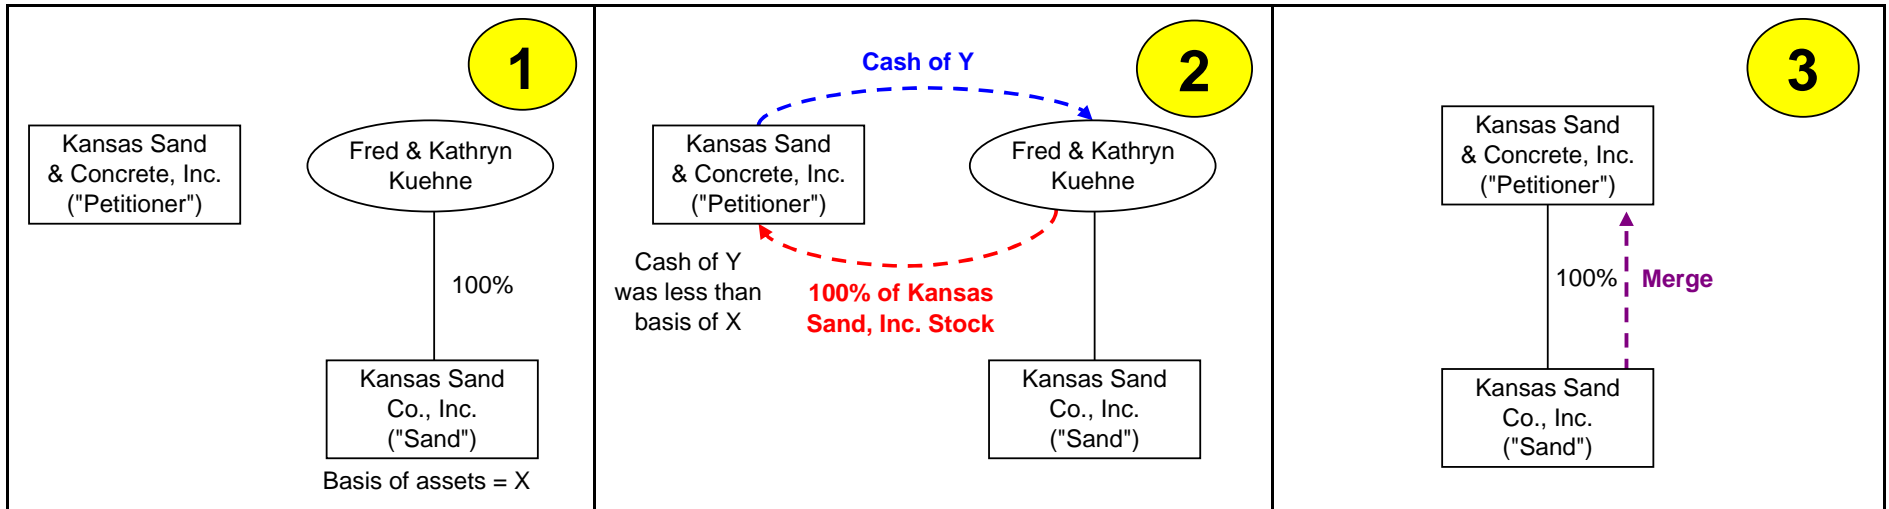 1
Kansas Sand
& Concrete, Inc.
("Petitioner")
Fred & Kathryn
Kuehne
100%
Kansas Sand
Co., Inc.
("Sand")
Basis of assets = X
2
Cash of Y
Kansas Sand
& Concrete, Inc.
("Petitioner")
Fred & Kathryn
Kuehne
Cash of Y
was less than
basis of X
100% of Kansas
Sand, Inc. Stock
Kansas Sand
Co., Inc.
("Sand")
3
Kansas Sand
& Concrete, Inc.
("Petitioner")
100%
Merge
Kansas Sand
Co., Inc.
("Sand")